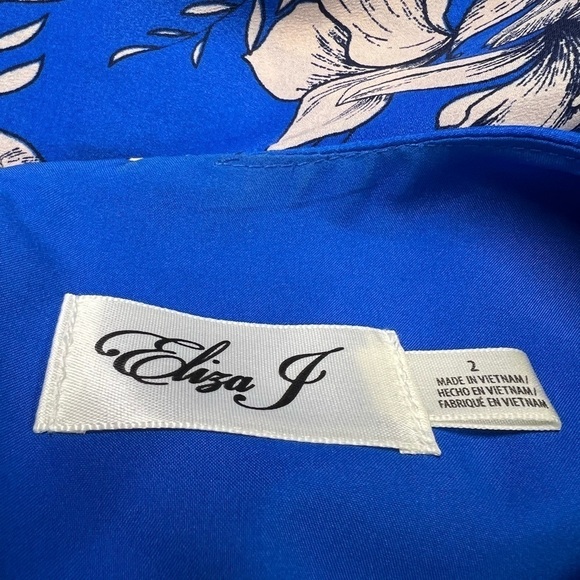 Eliza J
2
MADE IN VIETNAM/
HECHO EN VIETNAM/
FABRIQUÉ EN VIETNAM